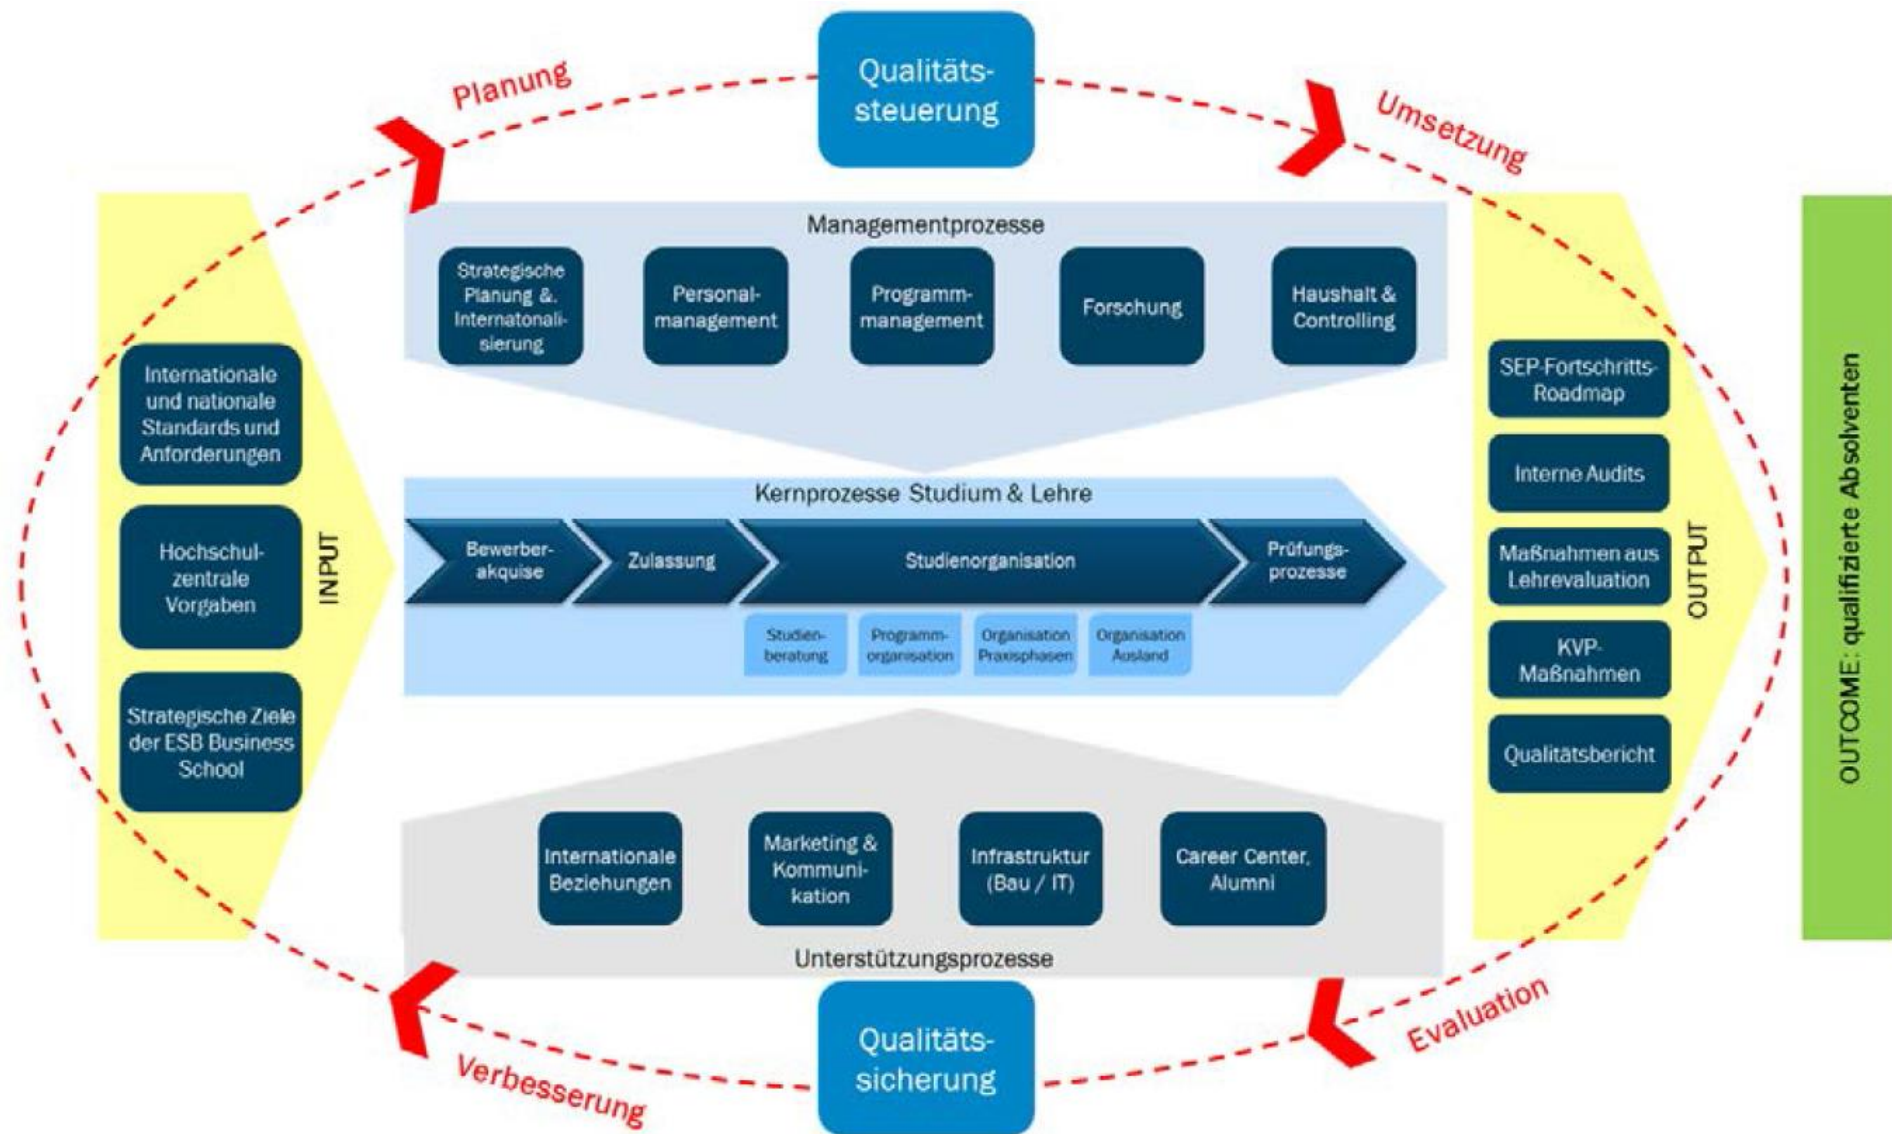 Qualitäts-
steuerung
Planung
Umsetzung
Managementprozesse
Strategische
Planung &.
Internatonali-
sierung
Personal-
management
Programm-
management
Forschung
Haushalt &
Controlling
Internationale
und nationale
Standards und
Anforderungen
Hochschul-
zentrale
Vorgaben
Strategische Ziele
der ESB Business
School
INPUT
Kernprozesse Studium & Lehre
Bewerber-
akquise
Zulassung
Studienorganisation
Prüfungs-
prozesse
Studien-
beratung
Programm-
organisation
Organisation
Praxisphasen
Organisation
Ausland
SEP-Fortschritts-
Roadmap
Interne Audits
Maßnahmen aus
Lehrevaluation
KVP-
Maßnahmen
Qualitätsbericht
OUTPUT
OUTCOME: qualifizierte Absolventen
Internationale
Beziehungen
Marketing &
Kommuni-
kation
Infrastruktur
(Bau / IT)
Career Center,
Alumni
Unterstützungsprozesse
Qualitäts-
sicherung
Verbesserung
Evaluation